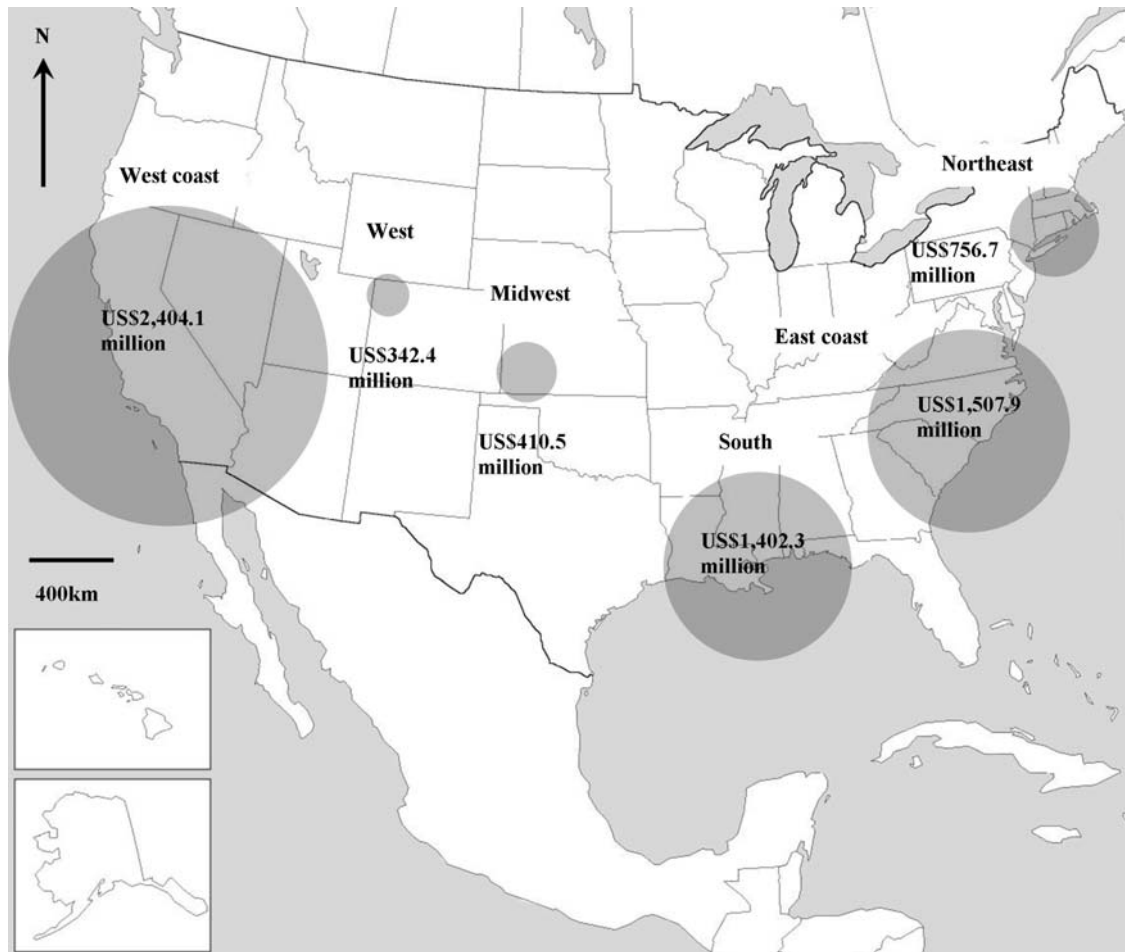 N
Northeast
West coast
West
US$756.7
million
Midwest
US$2,404.1
million
East coast
US$342.4
million
US$1,507.9
million
US$410.5
million
South
US$1,402.3
million
400km